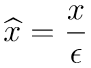 x̂ = x/ϵ